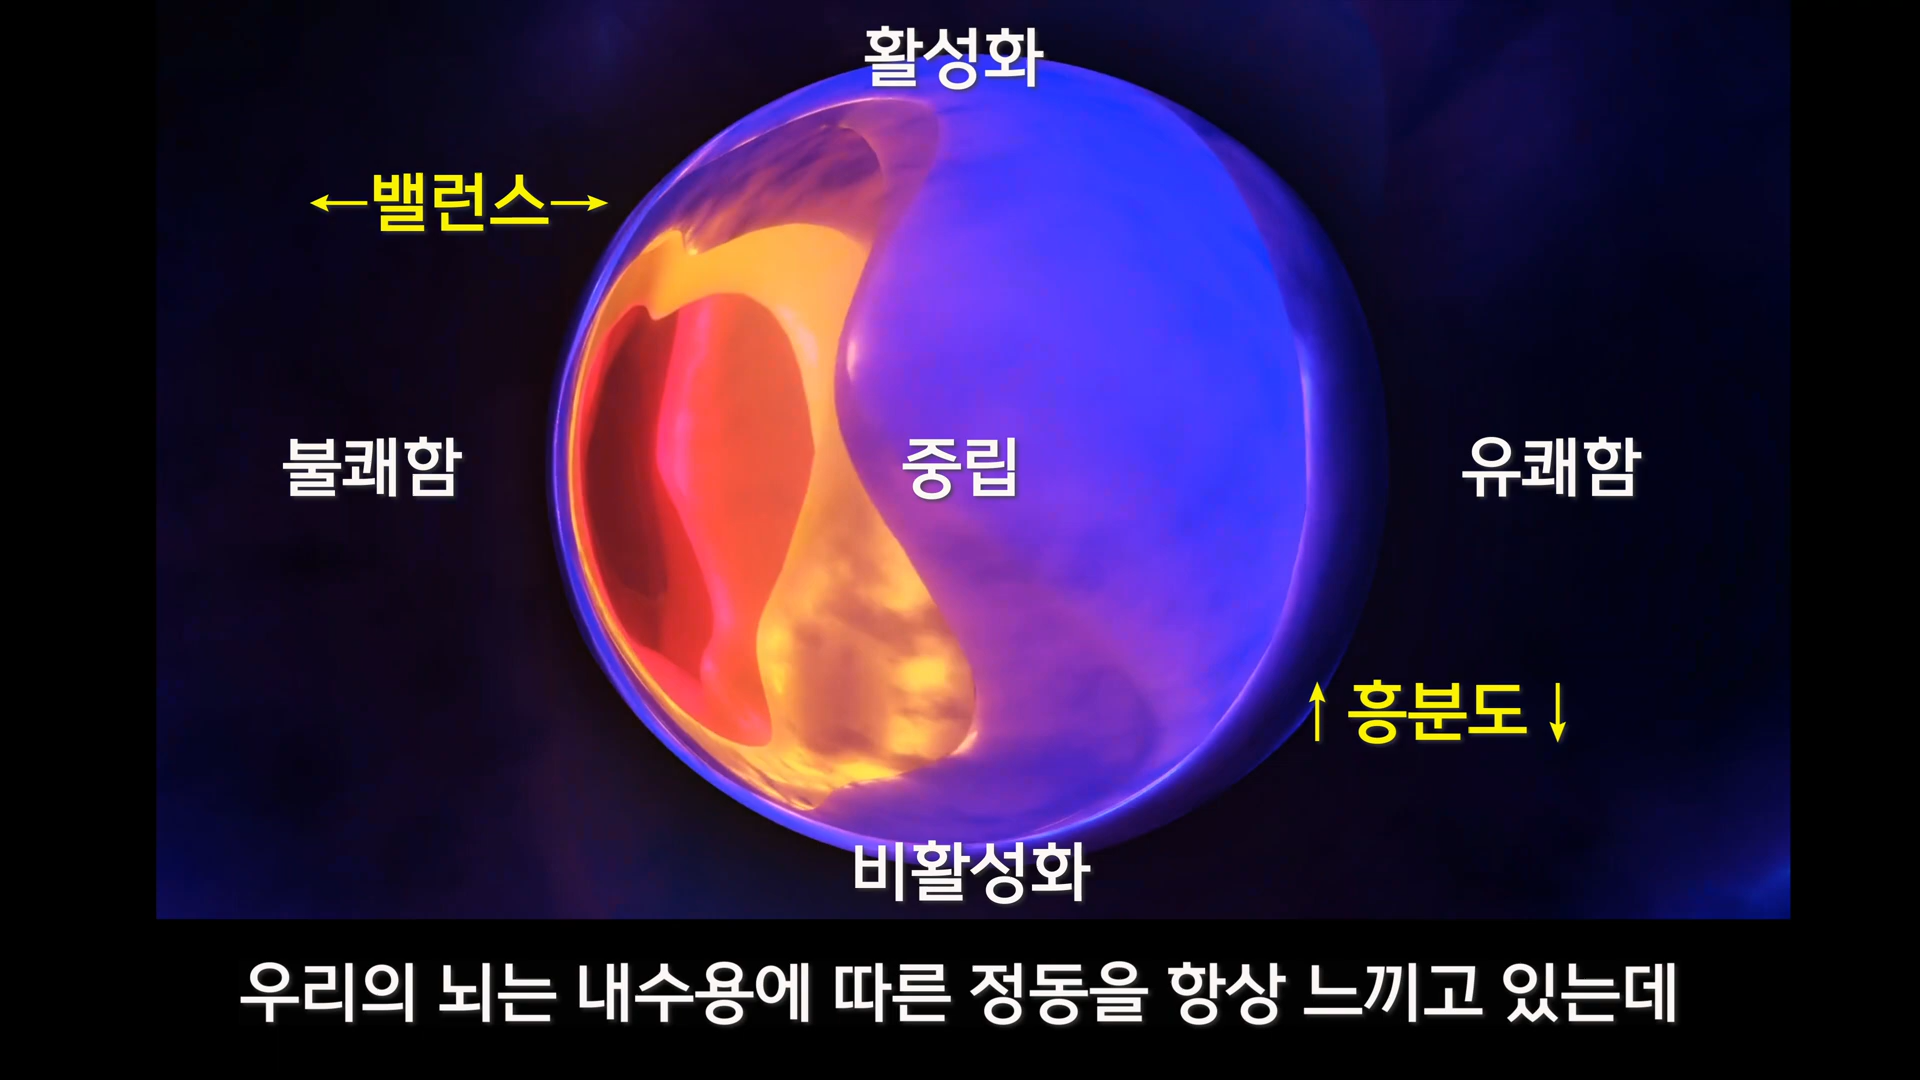 활성화
←밸런스→
불쾌함
중립
유쾌함
↑흥분도↓
비활성화
우리의 뇌는 내수용에 따른 정동을 항상 느끼고 있는데